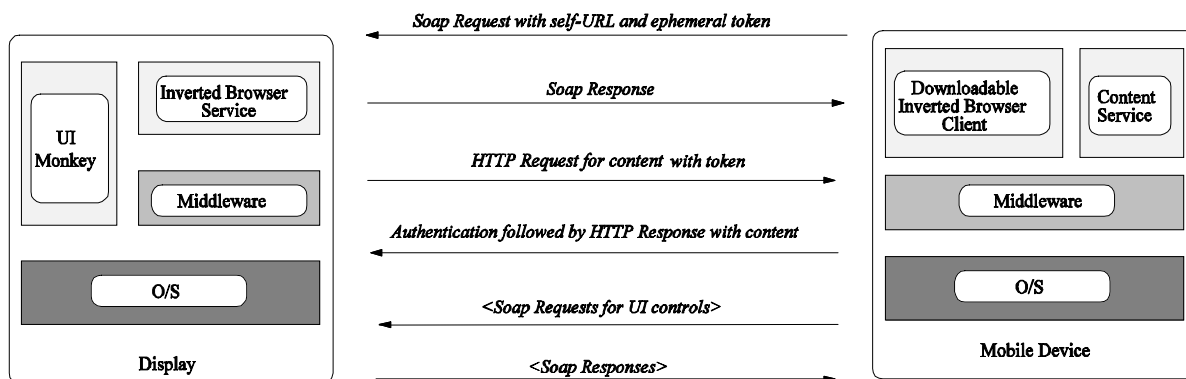 Soap Request with self-URL and ephemeral token
Inverted Browser
Service
UI
Monkey
Middleware
O/S
Display
Soap Response
HTTP Request for content with token
Authentication followed by HTTP Response with content
<Soap Requests for UI controls>
<Soap Responses>
Downloadable
Inverted Browser
Client
Content
Service
Middleware
O/S
Mobile Device